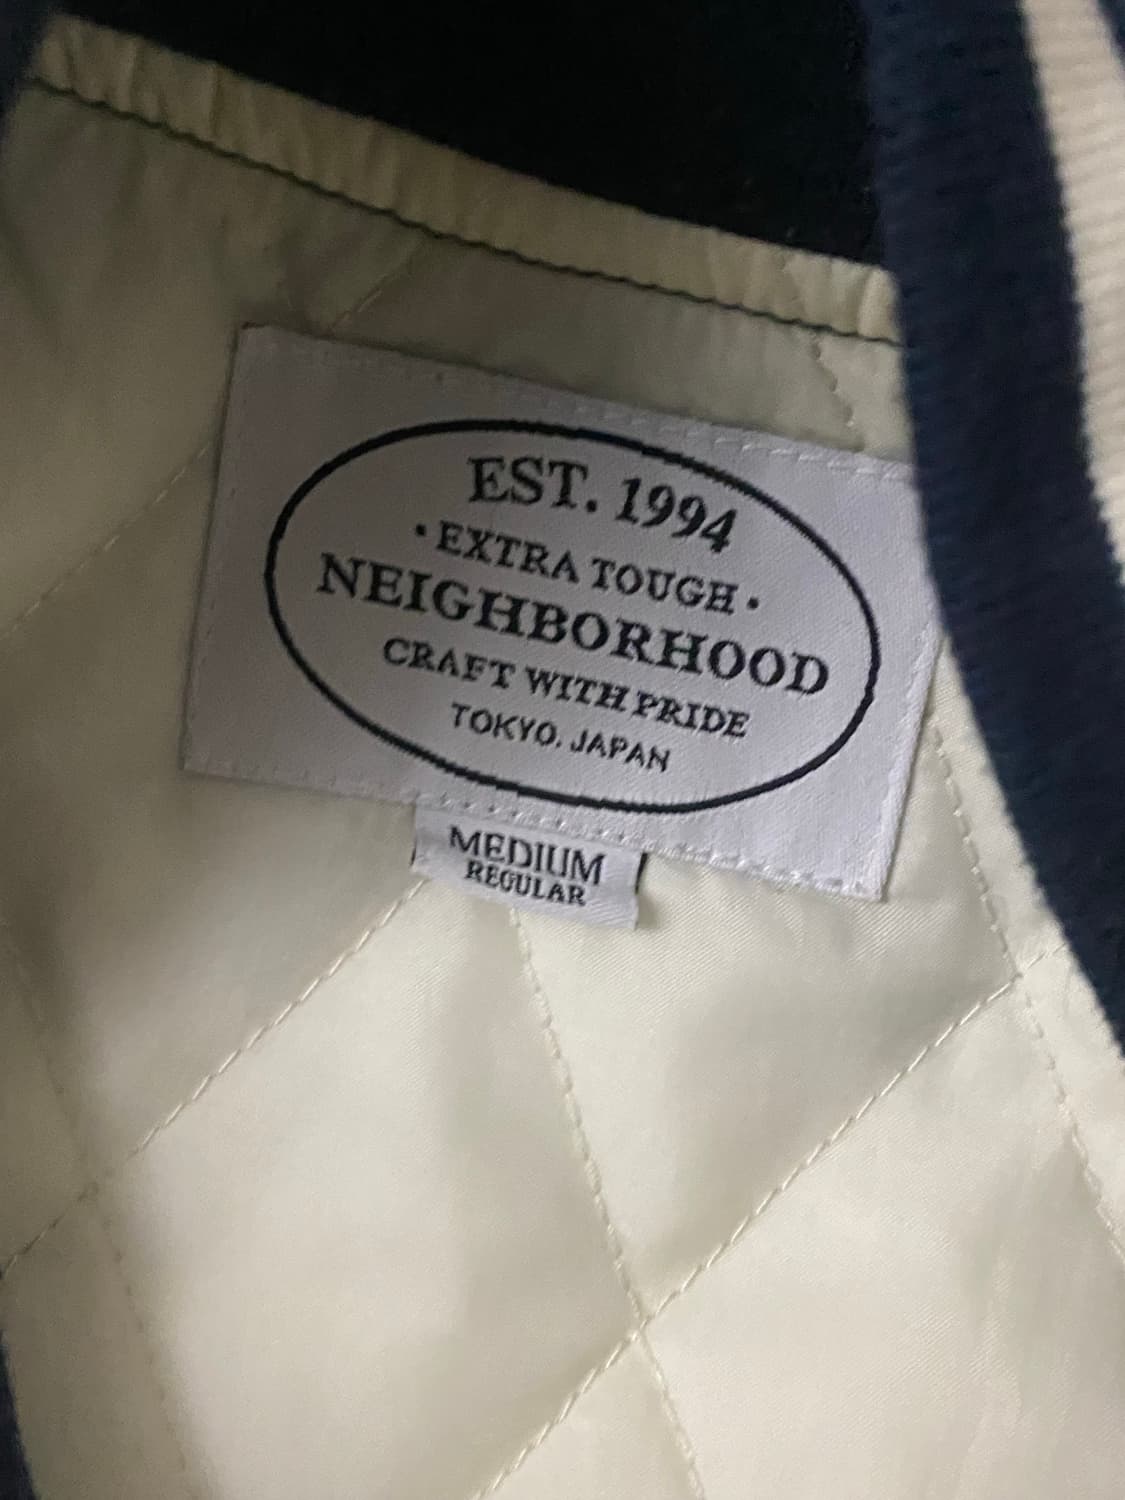 EST. 1994
· EXTRA TOUGH ·
NEIGHBORHOOD
CRAFT WITH PRIDE
TOKYO. JAPAN
MEDIUM
REGULAR